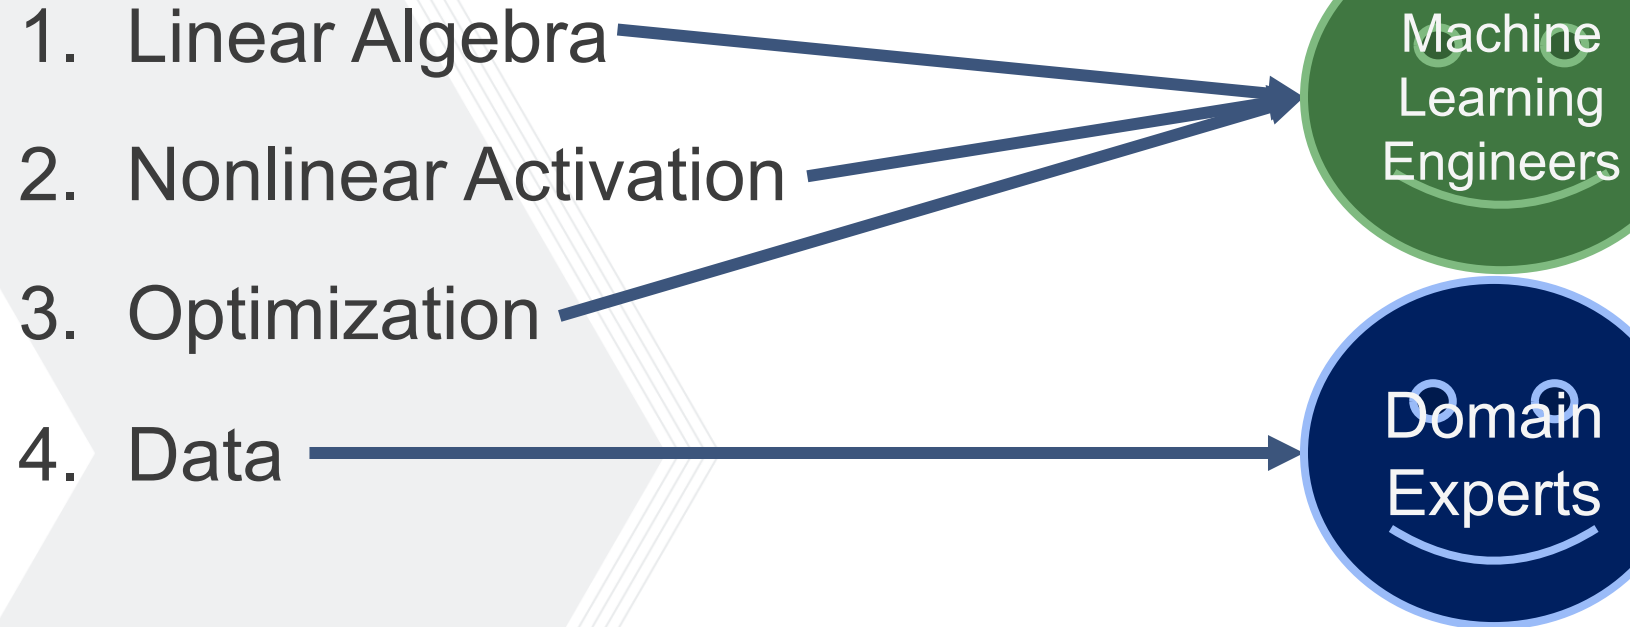 1. Linear Algebra
2. Nonlinear Activation
3. Optimization
4. Data
Machine
Learning
Engineers
Domain
Experts